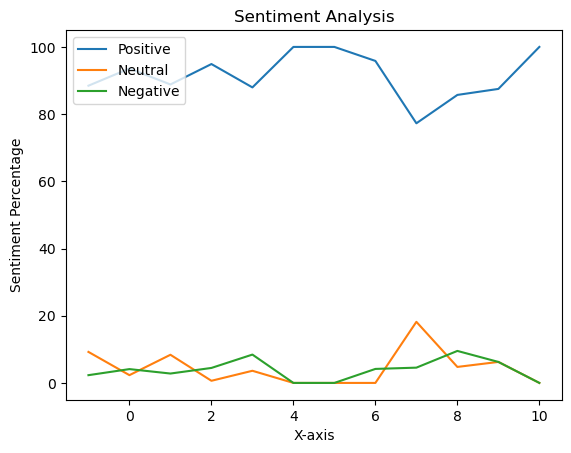 Sentiment Analysis
Positive
Neutral
Negative
100
80
60
40
20
0
Sentiment Percentage
0 2 4 6 8 10
X-axis